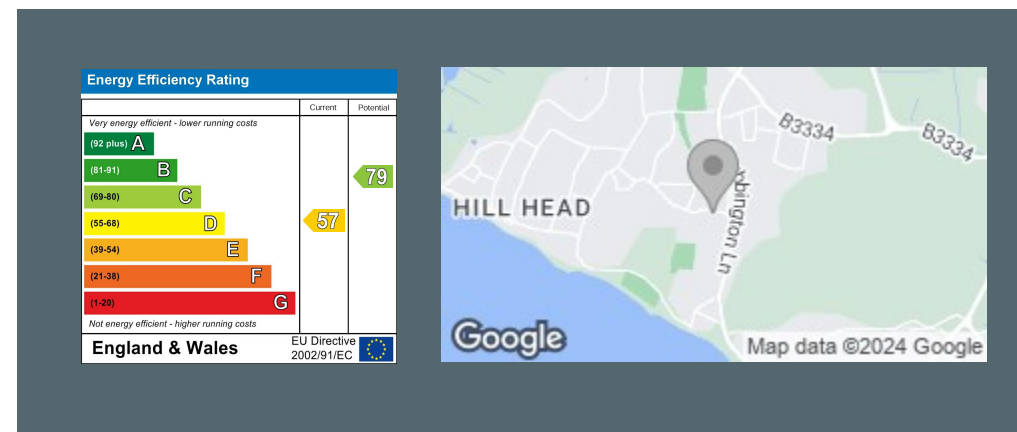 Energy Efficiency Rating
Current
Potential
Very energy efficient - lower running costs
(92 plus) A
(81-91) B
79
(69-80) C
(55-68) D
57
(39-54) E
(21-38) F
(1-20) G
Not energy efficient - higher running costs
England & Wales
EU Directive
2002/91/EC
B3334
B3334
HILL HEAD
bington Ln
Google
Map data ©2024 Google